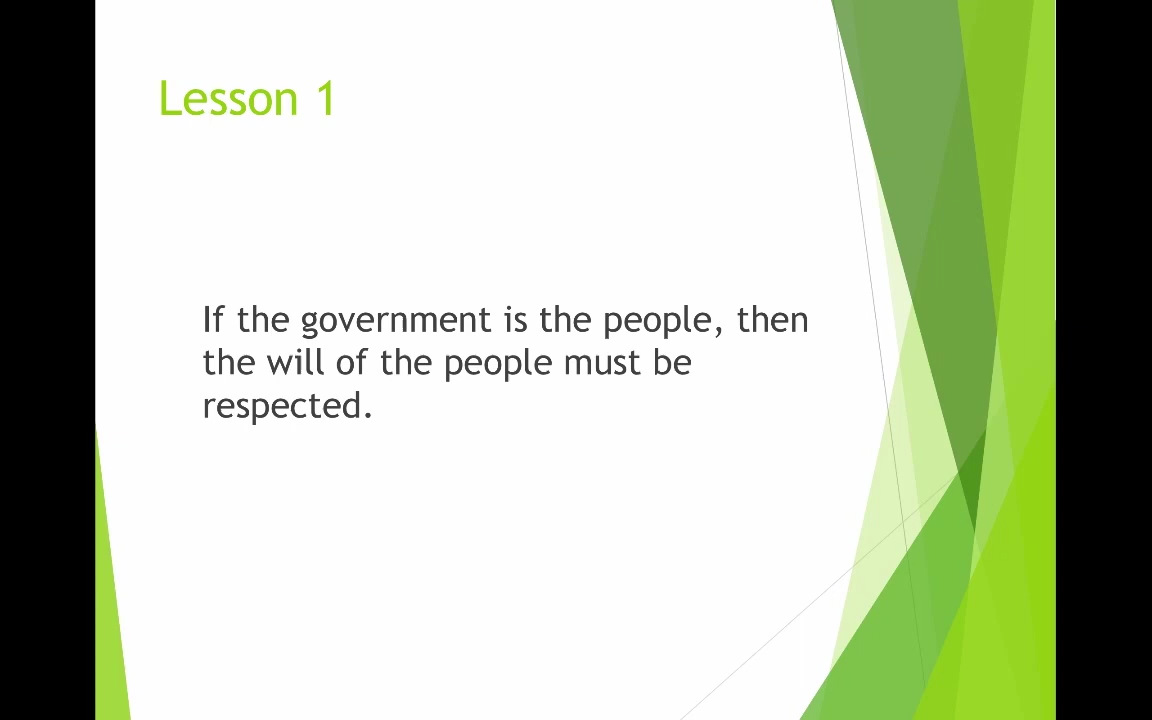 Lesson 1
If the government is the people, then
the will of the people must be
respected.